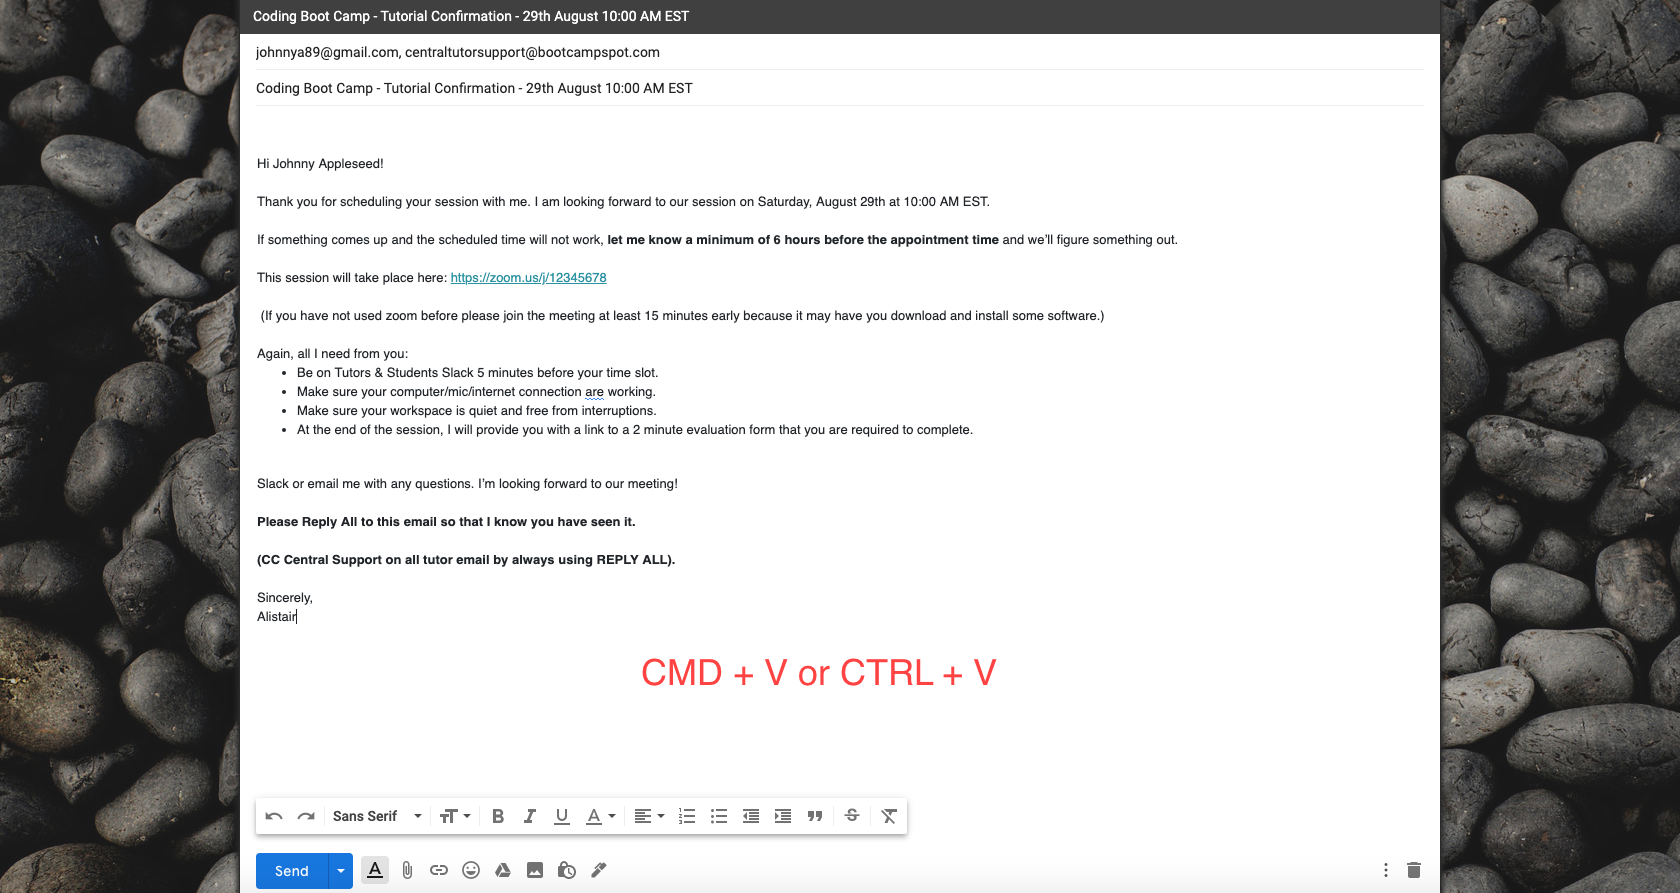 Coding Boot Camp - Tutorial Confirmation - 29th August 10:00 AM EST
johnnya89@gmail.com, centraltutorsupport@bootcampspot.com
Coding Boot Camp - Tutorial Confirmation - 29th August 10:00 AM EST
Hi Johnny Appleseed!
Thank you for scheduling your session with me. I am looking forward to our session on Saturday, August 29th at 10:00 AM EST.
If something comes up and the scheduled time will not work, let me know a minimum of 6 hours before the appointment time and we’ll figure something out.
This session will take place here: https://zoom.us/j/12345678
(If you have not used zoom before please join the meeting at least 15 minutes early because it may have you download and install some software.)
Again, all I need from you:
• Be on Tutors & Students Slack 5 minutes before your time slot.
• Make sure your computer/mic/internet connection are working.
• Make sure your workspace is quiet and free from interruptions.
• At the end of the session, I will provide you with a link to a 2 minute evaluation form that you are required to complete.
Slack or email me with any questions. I’m looking forward to our meeting!
Please Reply All to this email so that I know you have seen it.
(CC Central Support on all tutor email by always using REPLY ALL).
Sincerely,
Alistair
CMD + V or CTRL + V
Sans Serif
Send